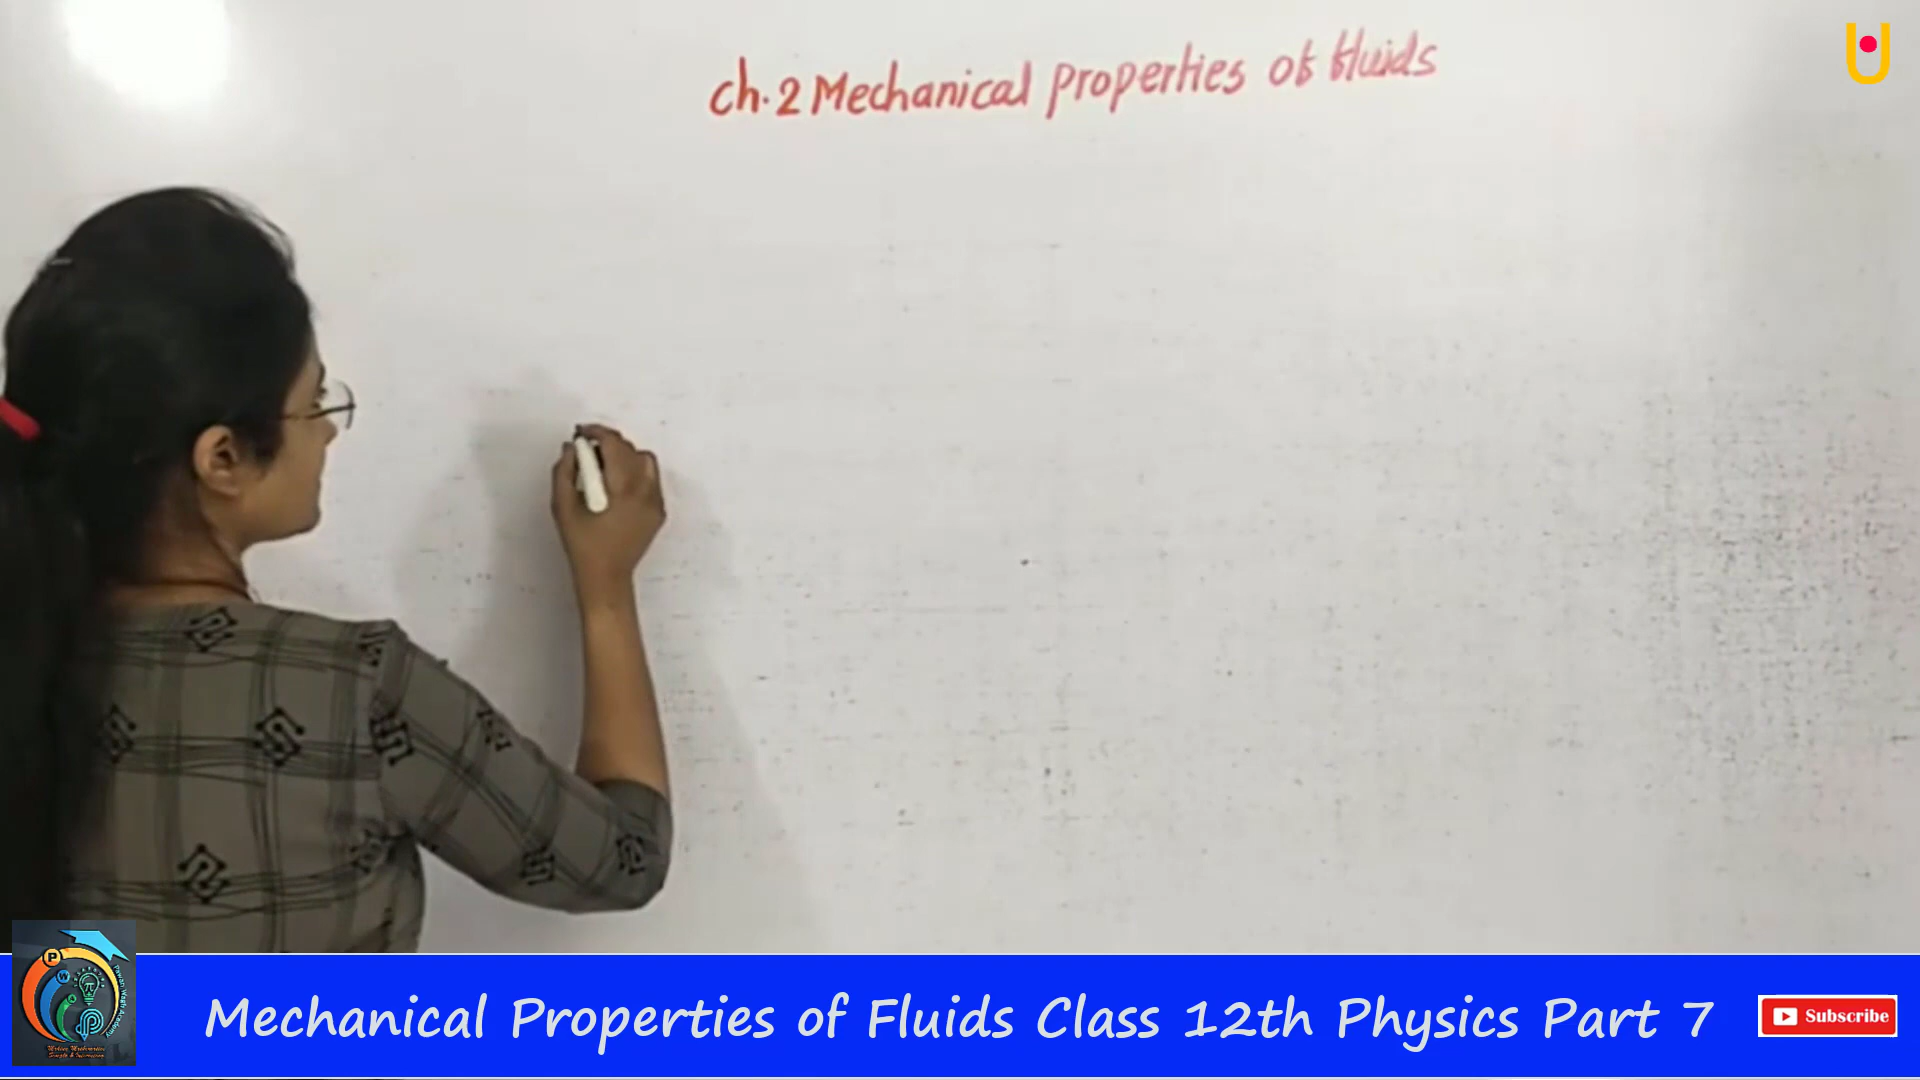 ch.2 Mechanical properties of fluids
P
Mechanical Properties of Fluids Class 12th Physics Part 7
Subscribe